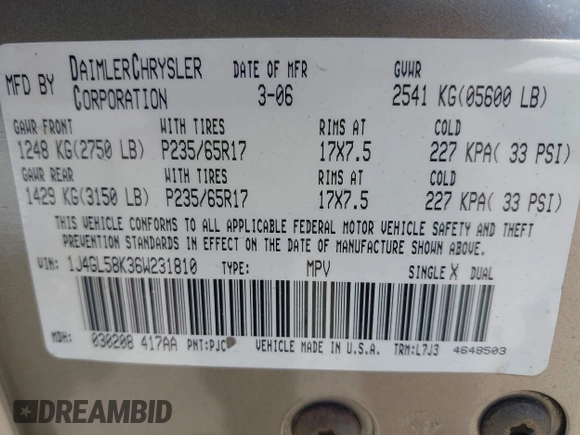 MFD BY DAIMLERCHRYSLER CORPORATION DATE OF MFR 3-06 GVWR 2541 KG(05600 LB)
GAWR FRONT WITH TIRES RIMS AT COLD
1248 KG(2750 LB) P235/65R17 17X7.5 227 KPA( 33 PSI)
GAWR REAR WITH TIRES RIMS AT COLD
1429 KG(3150 LB) P235/65R17 17X7.5 227 KPA( 33 PSI)
THIS VEHICLE CONFORMS TO ALL APPLICABLE FEDERAL MOTOR VEHICLE SAFETY AND THEFT
PREVENTION STANDARDS IN EFFECT ON THE DATE OF MANUFACTURE SHOWN ABOVE.
VIN: 1J4GL58K36W231810 TYPE: MPV SINGLE X DUAL
MDH: 030208 417AA PNT:PJC VEHICLE MADE IN U.S.A. TRM:L7J3 4648503
DREAMBID